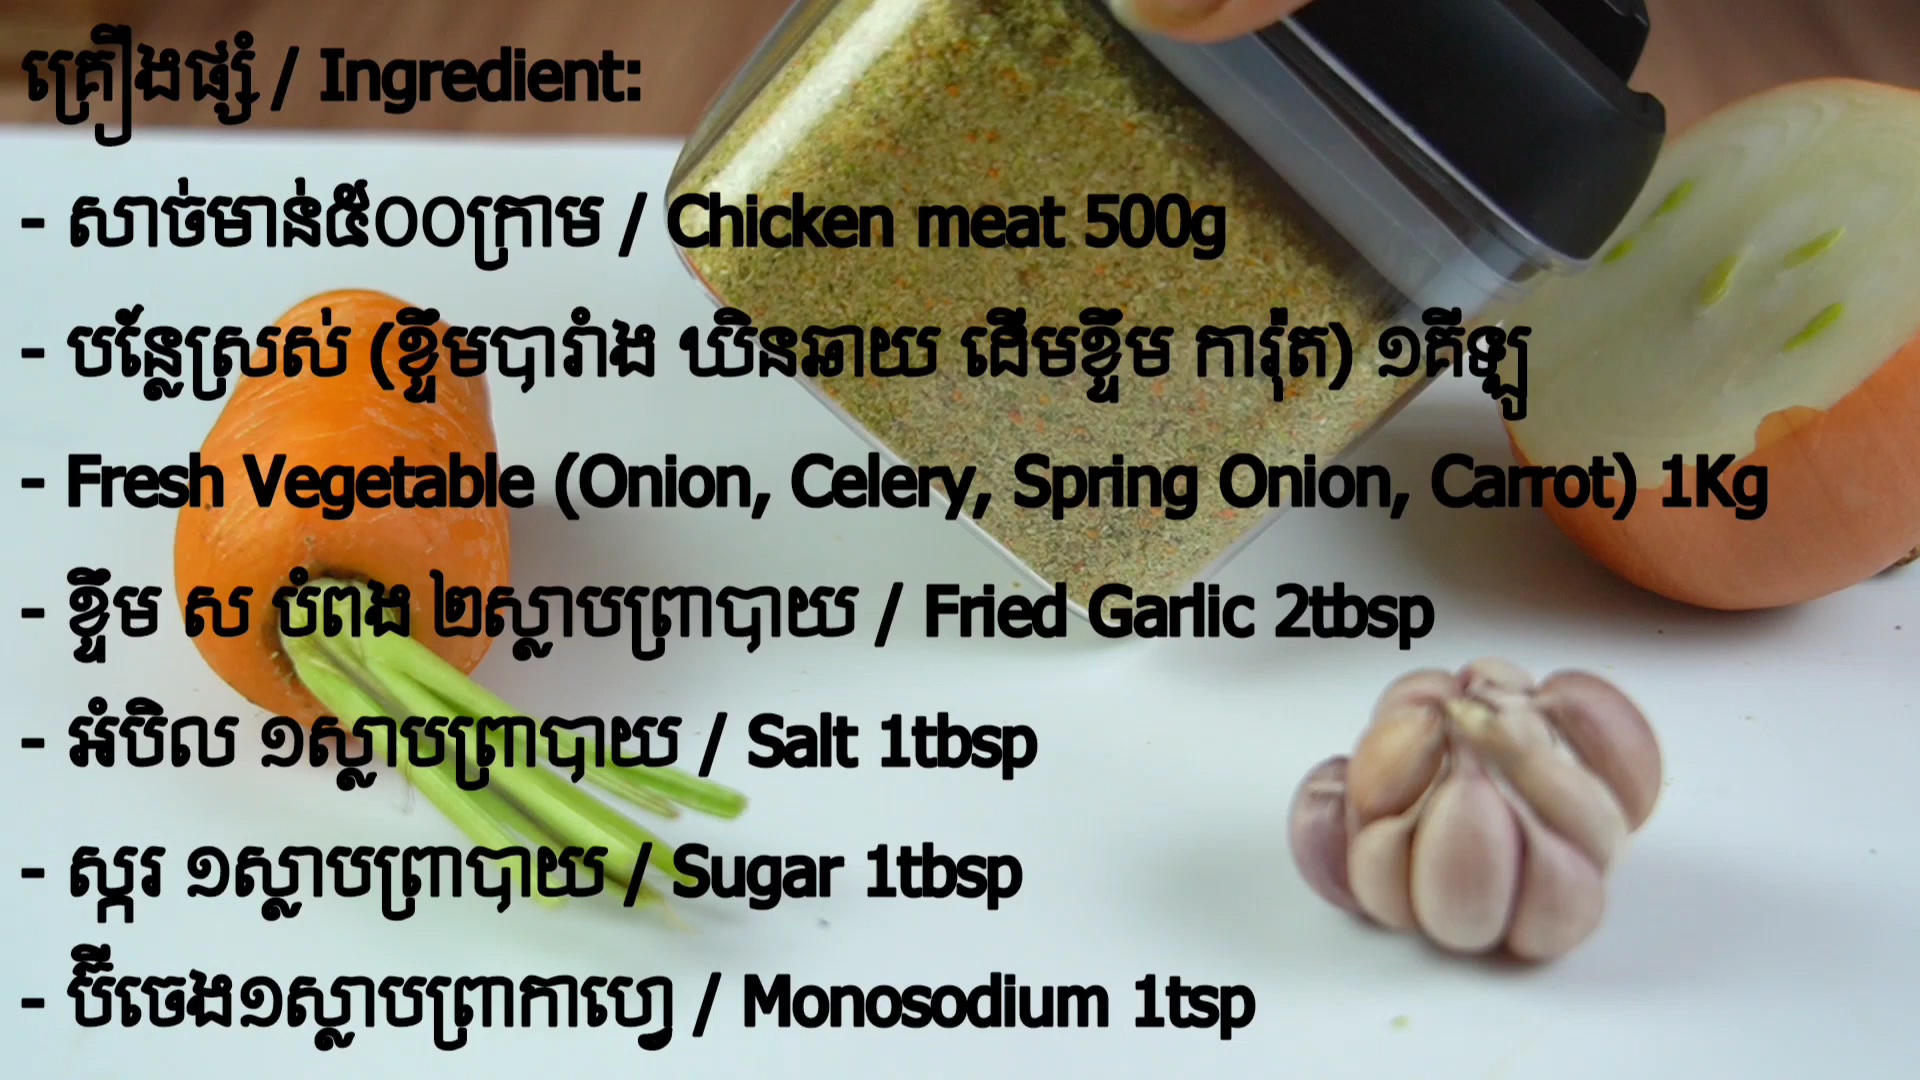 គ្រឿងផ្សំ / Ingredient:
- សាច់មាន់៥០០ក្រាម / Chicken meat 500g
- បន្លែស្រស់ (ខ្ទឹមបារាំង ឃិនឆាយ ដើមខ្ទឹម ការ៉ុត) ១គីឡូ
- Fresh Vegetable (Onion, Celery, Spring Onion, Carrot) 1Kg
- ខ្ទឹម ស បំពង ២ស្លាបព្រាបាយ / Fried Garlic 2tbsp
- អំបិល ១ស្លាបព្រាបាយ / Salt 1tbsp
- ស្ករ ១ស្លាបព្រាបាយ / Sugar 1tbsp
- ប៊ីចេង១ស្លាបព្រាកាហ្វេ / Monosodium 1tsp